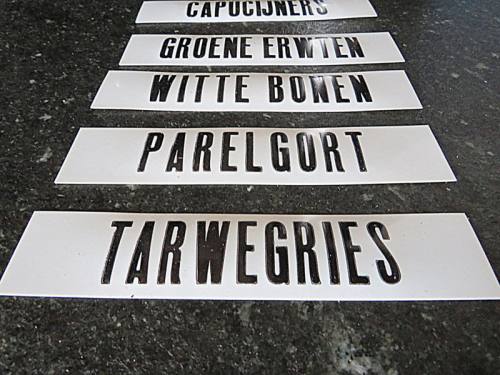 CAPUCIJNERS
GROENE ERWTEN
WITTE BONEN
PARELGORT
TARWEGRIES